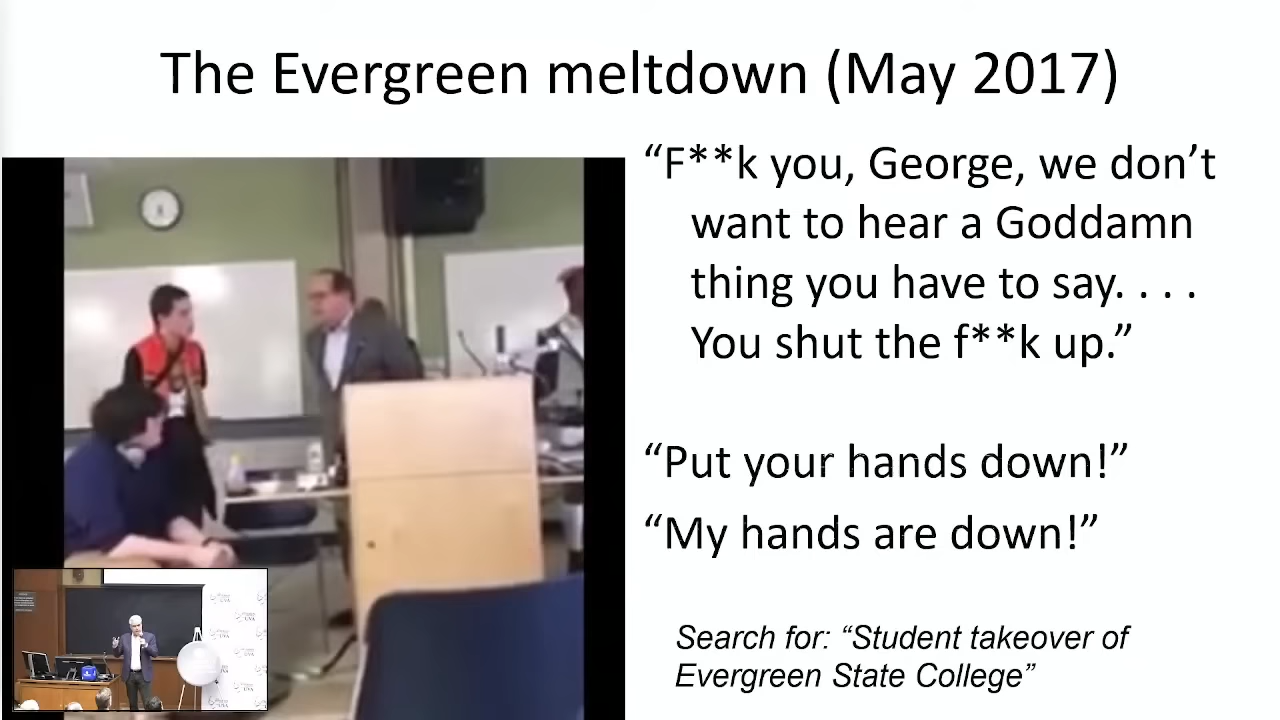 The Evergreen meltdown (May 2017)
“F**k you, George, we don’t
want to hear a Goddamn
thing you have to say. . . .
You shut the f**k up.”
“Put your hands down!”
“My hands are down!”
Search for: “Student takeover of
Evergreen State College”